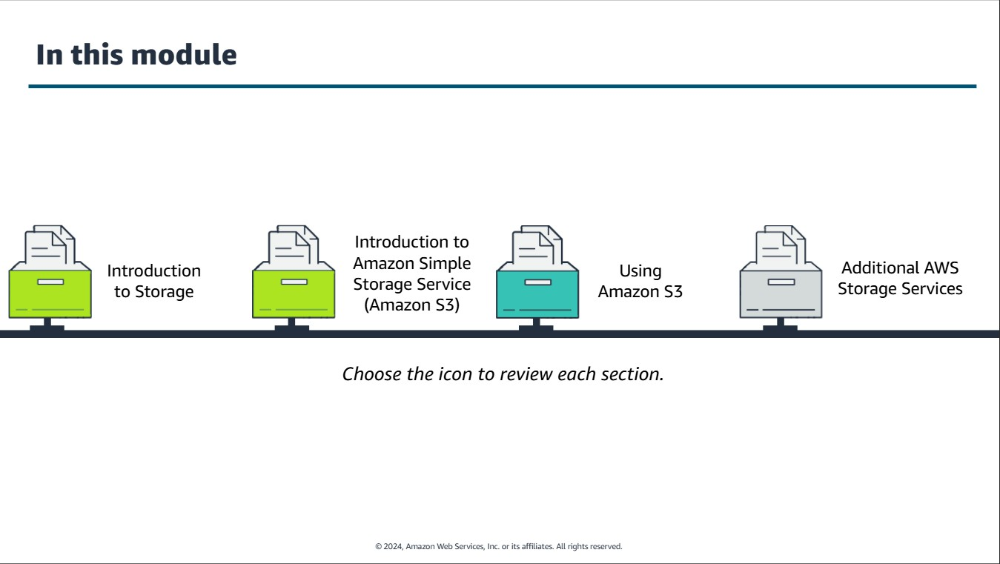 In this module
Introduction
to Storage
Introduction to
Amazon Simple
Storage Service
(Amazon S3)
Using
Amazon S3
Additional AWS
Storage Services
Choose the icon to review each section.
© 2024, Amazon Web Services, Inc. or its affiliates. All rights reserved.